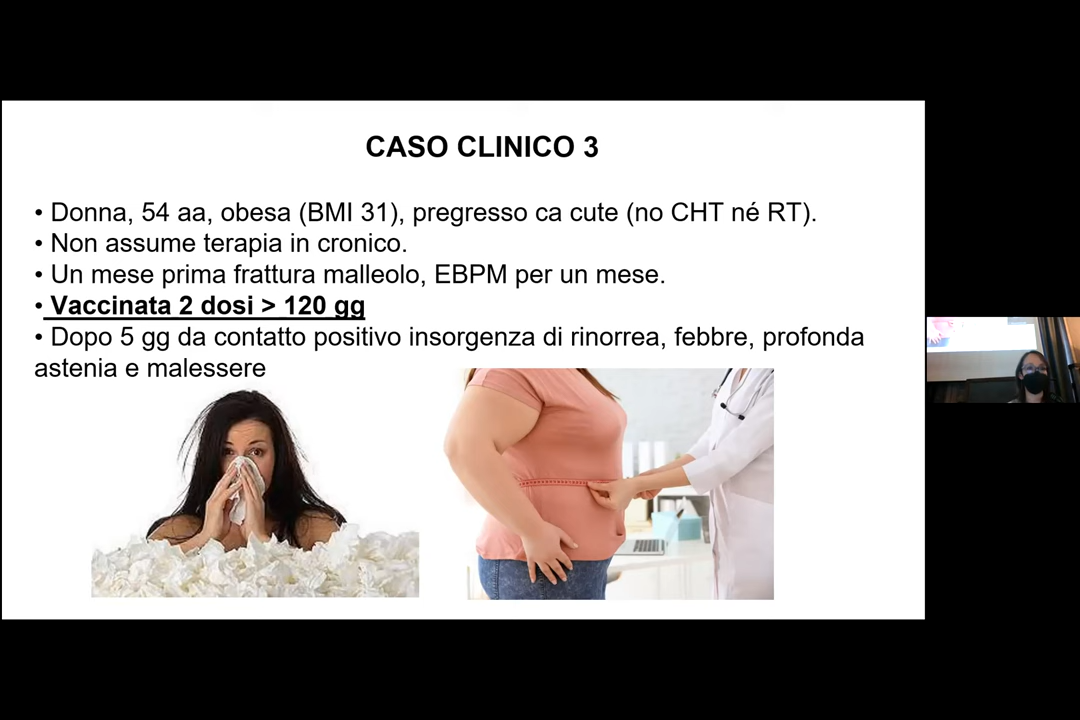 CASO CLINICO 3
• Donna, 54 aa, obesa (BMI 31), pregresso ca cute (no CHT né RT).
• Non assume terapia in cronico.
• Un mese prima frattura malleolo, EBPM per un mese.
• Vaccinata 2 dosi > 120 gg
• Dopo 5 gg da contatto positivo insorgenza di rinorrea, febbre, profonda
astenia e malessere